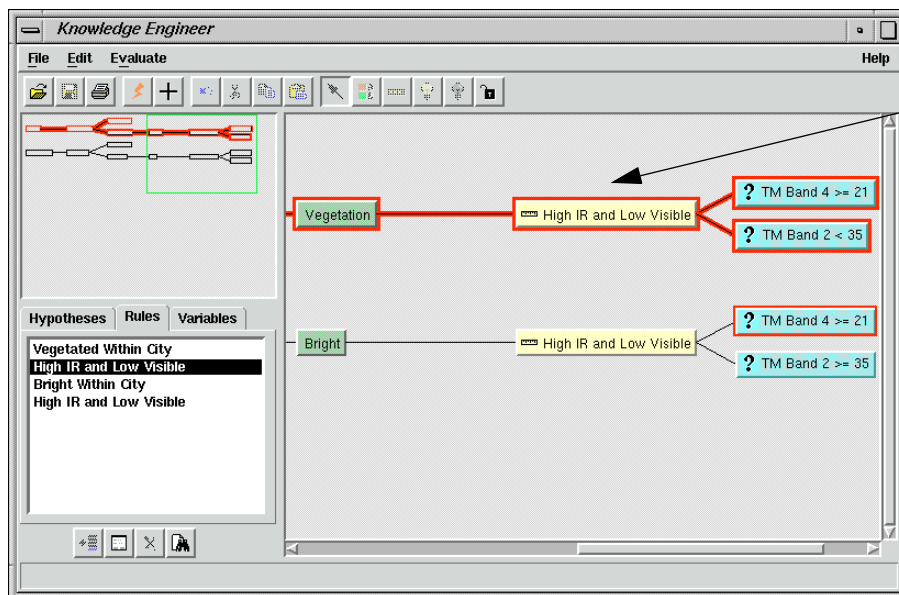 Knowledge Engineer
File Edit Evaluate Help
Vegetation
High IR and Low Visible
? TM Band 4 >= 21
? TM Band 2 < 35
Bright
High IR and Low Visible
? TM Band 4 >= 21
? TM Band 2 >= 35
Hypotheses Rules Variables
Vegetated Within City
High IR and Low Visible
Bright Within City
High IR and Low Visible